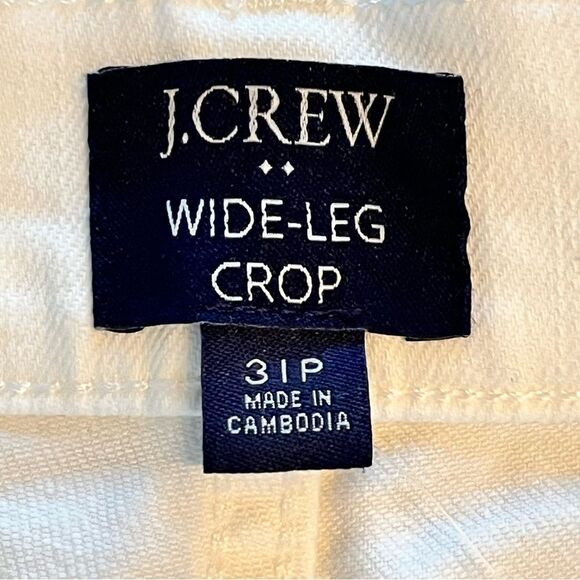 J.CREW
WIDE-LEG
CROP
31P
MADE IN
CAMBODIA